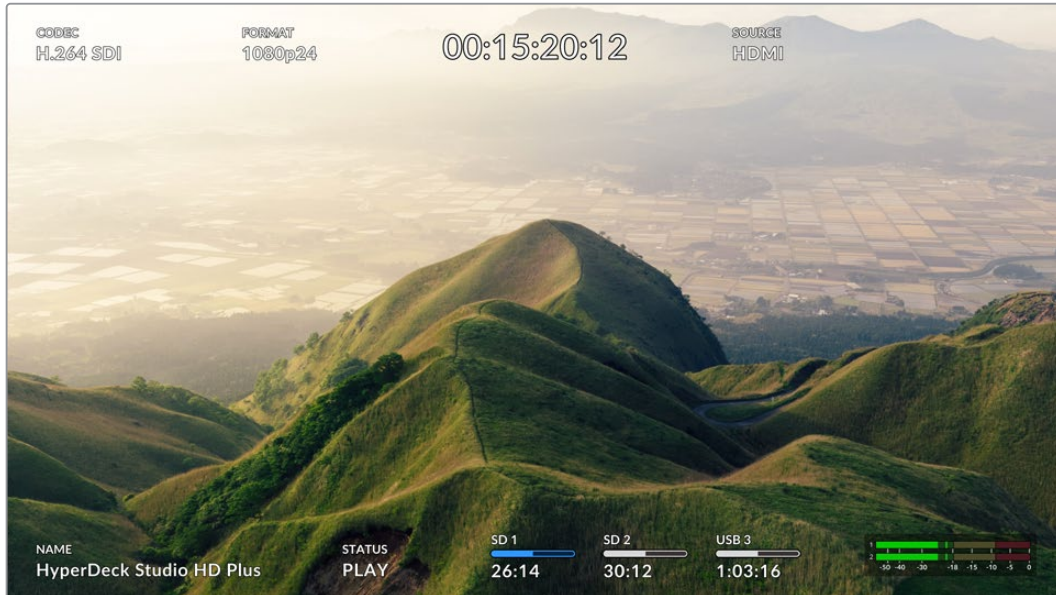 CODEC
H.264 SDI
FORMAT
1080p24
00:15:20:12
SOURCE
HDMI
NAME
HyperDeck Studio HD Plus
STATUS
PLAY
SD 1
26:14
SD 2
30:12
USB 3
1:03:16
1
2
-50 -40 -30 -18 -15 -10 -5 0